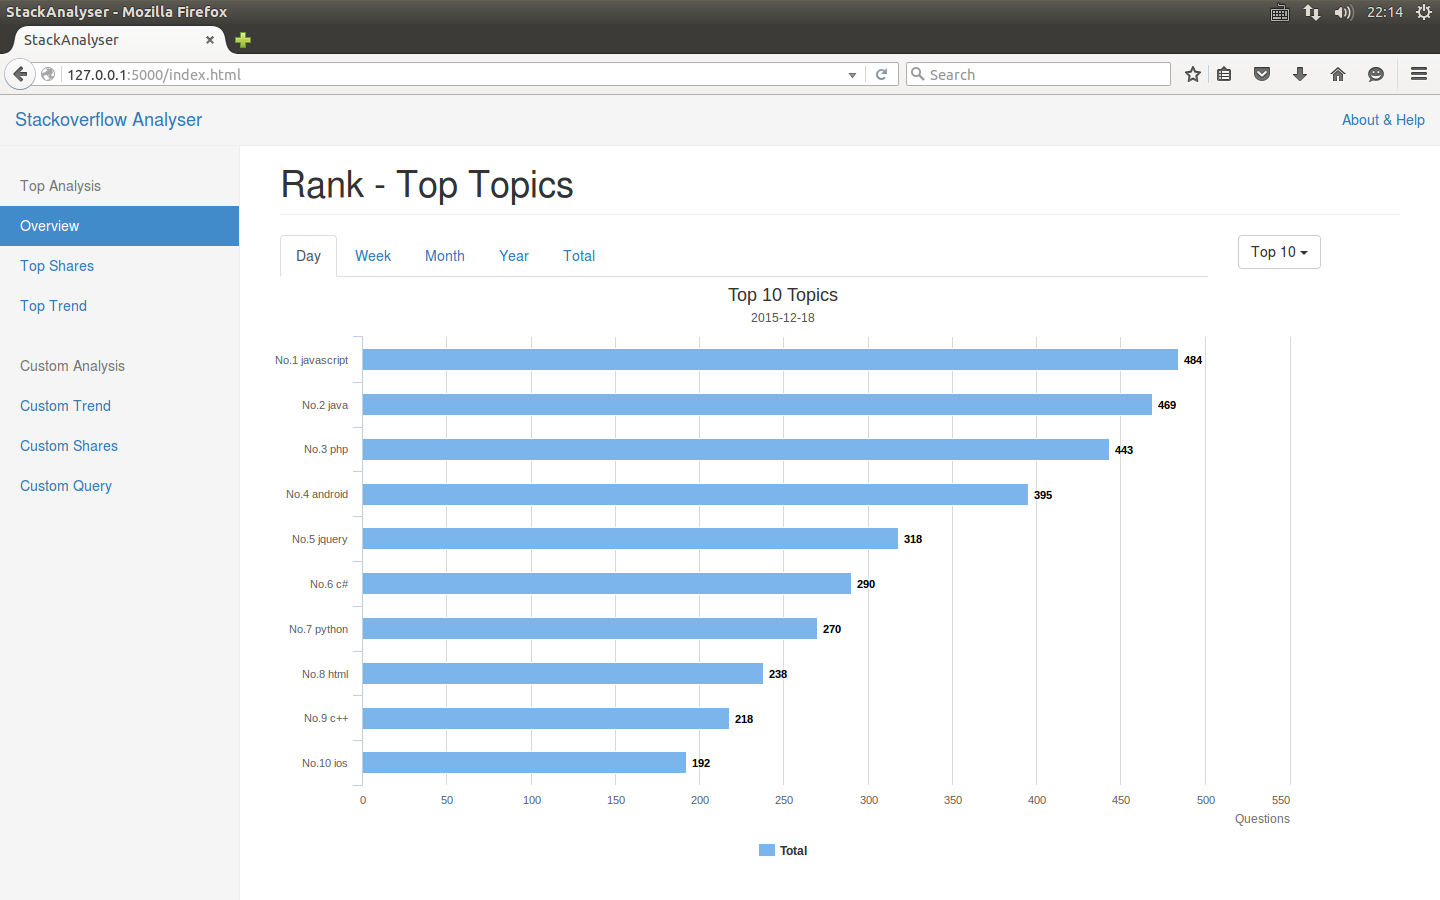 StackAnalyser - Mozilla Firefox
22:14
StackAnalyser
127.0.0.1:5000/index.html
Search
Stackoverflow Analyser
About & Help
Top Analysis
Overview
Top Shares
Top Trend
Custom Analysis
Custom Trend
Custom Shares
Custom Query
Rank - Top Topics
Day Week Month Year Total
Top 10
Top 10 Topics
2015-12-18
No.1 javascript 484
No.2 java 469
No.3 php 443
No.4 android 395
No.5 jquery 318
No.6 c# 290
No.7 python 270
No.8 html 238
No.9 c++ 218
No.10 ios 192
0 50 100 150 200 250 300 350 400 450 500 550
Questions
Total